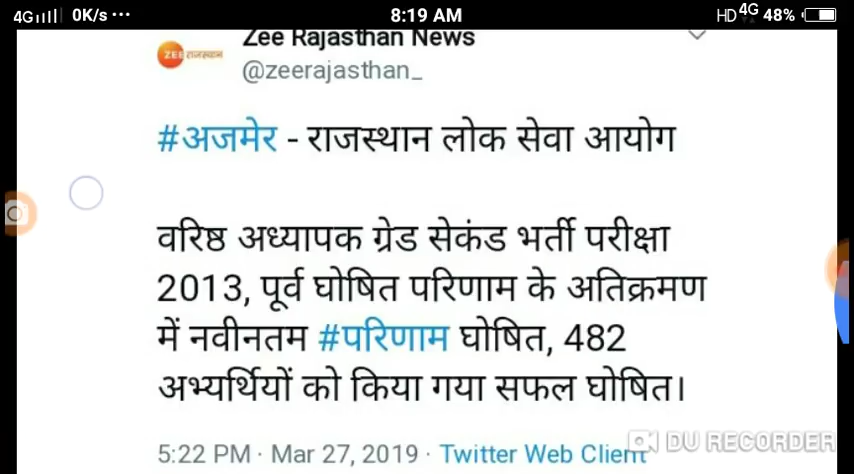 4G 0K/s ... 8:19 AM HD 4G 48%
Zee Rajasthan News
ZEE राजस्थान @zeerajasthan_
#अजमेर - राजस्थान लोक सेवा आयोग
वरिष्ठ अध्यापक ग्रेड सेकंड भर्ती परीक्षा
2013, पूर्व घोषित परिणाम के अतिक्रमण
में नवीनतम #परिणाम घोषित, 482
अभ्यर्थियों को किया गया सफल घोषित।
5:22 PM · Mar 27, 2019 · Twitter Web Client
DU RECORDER